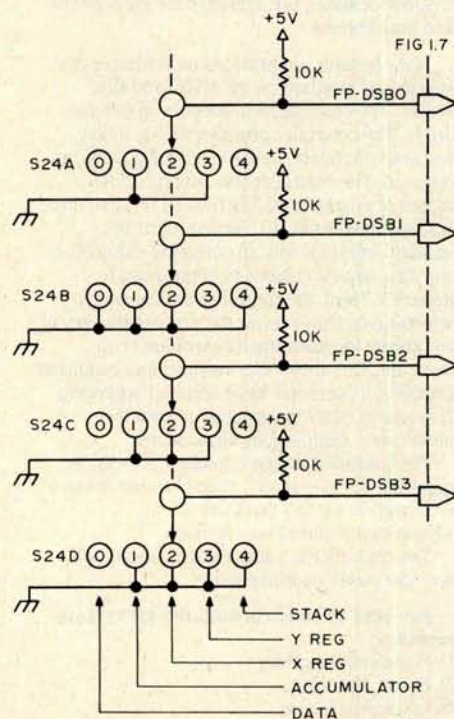 +5V
FIG 1.7
10K
FP-DSB0
+5V
S24A 0 1 2 3 4
10K
FP-DSB1
+5V
S24B 0 1 2 3 4
10K
FP-DSB2
+5V
S24C 0 1 2 3 4
10K
FP-DSB3
S24D 0 1 2 3 4
STACK
Y REG
X REG
ACCUMULATOR
DATA